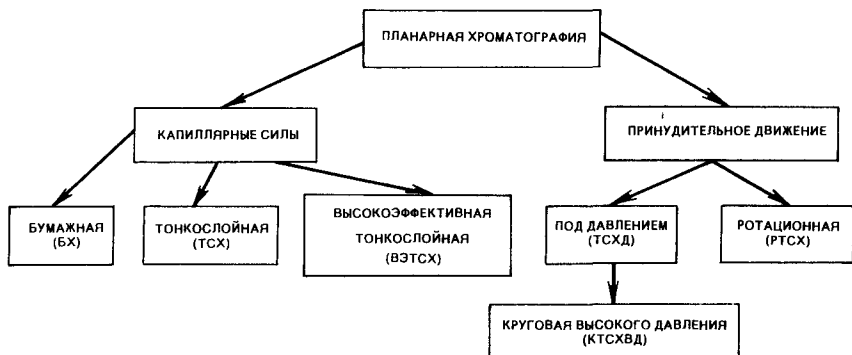 ПЛАНАРНАЯ ХРОМАТОГРАФИЯ
КАПИЛЛЯРНЫЕ СИЛЫ
ПРИНУДИТЕЛЬНОЕ ДВИЖЕНИЕ
БУМАЖНАЯ
(БХ)
ТОНКОСЛОЙНАЯ
(ТСХ)
ВЫСОКОЭФФЕКТИВНАЯ
ТОНКОСЛОЙНАЯ
(ВЭТСХ)
ПОД ДАВЛЕНИЕМ
(ТСХД)
РОТАЦИОННАЯ
(РТСХ)
КРУГОВАЯ ВЫСОКОГО ДАВЛЕНИЯ
(КТСХВД)